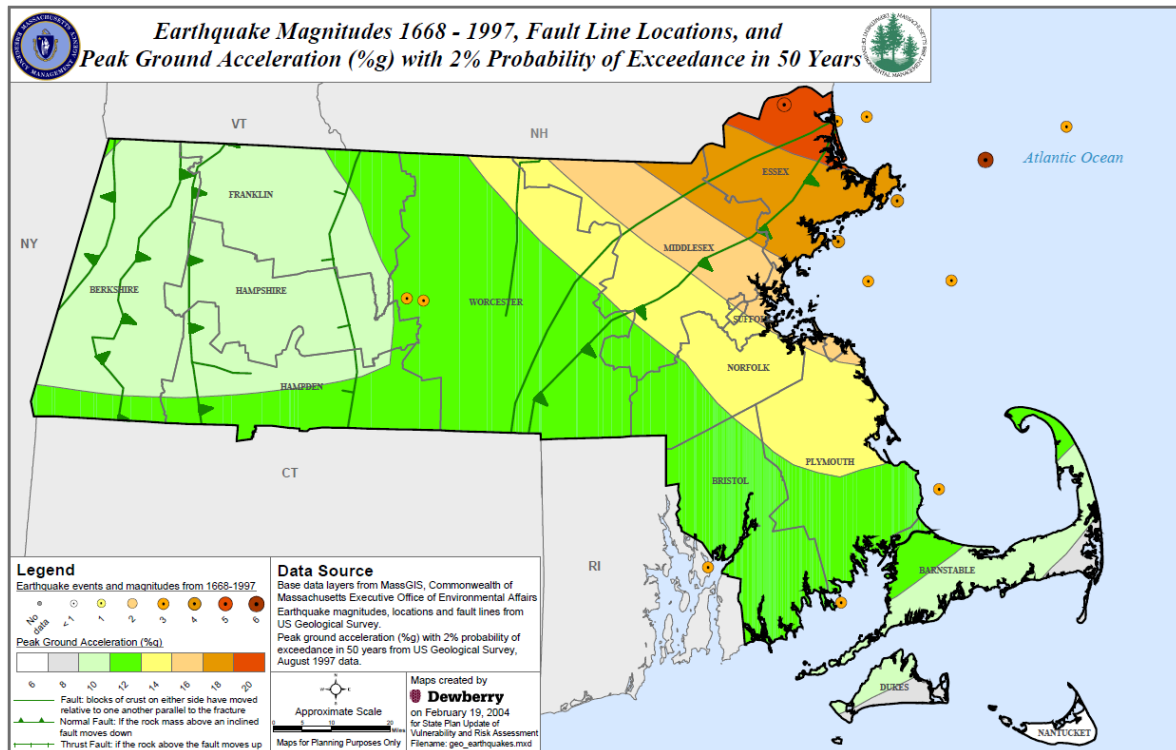 Earthquake Magnitudes 1668 - 1997, Fault Line Locations, and
Peak Ground Acceleration (%g) with 2% Probability of Exceedance in 50 Years
VT
NH
Atlantic Ocean
ESSEX
FRANKLIN
NY
MIDDLESEX
BERKSHIRE
HAMPSHIRE
WORCESTER
SUFFOLK
NORFOLK
HAMPDEN
PLYMOUTH
CT
BRISTOL
RI
BARNSTABLE
DUKES
NANTUCKET
Legend
Earthquake events and magnitudes from 1668-1997
No data
<1
1
2
3
4
5
6
Peak Ground Acceleration (%g)
6
8
10
12
14
16
18
20
Fault: blocks of crust on either side have moved
relative to one another parallel to the fracture
Normal Fault: If the rock mass above an inclined
fault moves down
Thrust Fault: if the rock above the fault moves up
Data Source
Base data layers from MassGIS, Commonwealth of
Massachusetts Executive Office of Environmental Affairs
Earthquake magnitudes, locations and fault lines from
US Geological Survey.
Peak ground acceleration (%g) with 2% probability of
exceedance in 50 years from US Geological Survey,
August 1997 data.
Approximate Scale
Miles
Maps for Planning Purposes Only
Maps created by
Dewberry
on February 19, 2004
for State Plan Update of
Vulnerability and Risk Assessment
Filename: geo_earthquakes.mxd